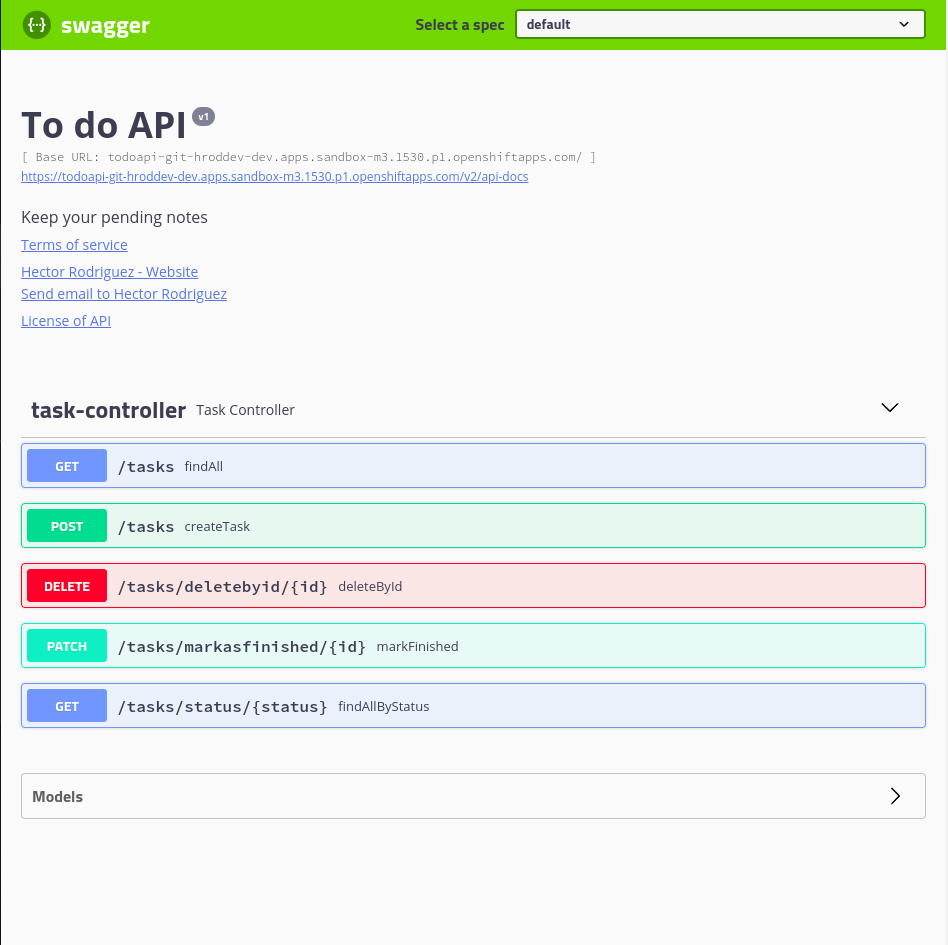 {··} swagger Select a spec default
To do API v1
[ Base URL: todoapi-git-hroddev-dev.apps.sandbox-m3.1530.p1.openshiftapps.com/ ]
https://todoapi-git-hroddev-dev.apps.sandbox-m3.1530.p1.openshiftapps.com/v2/api-docs
Keep your pending notes
Terms of service
Hector Rodriguez - Website
Send email to Hector Rodriguez
License of API
task-controller Task Controller
GET /tasks findAll
POST /tasks createTask
DELETE /tasks/deletebyid/{id} deleteById
PATCH /tasks/markasfinished/{id} markFinished
GET /tasks/status/{status} findAllByStatus
Models